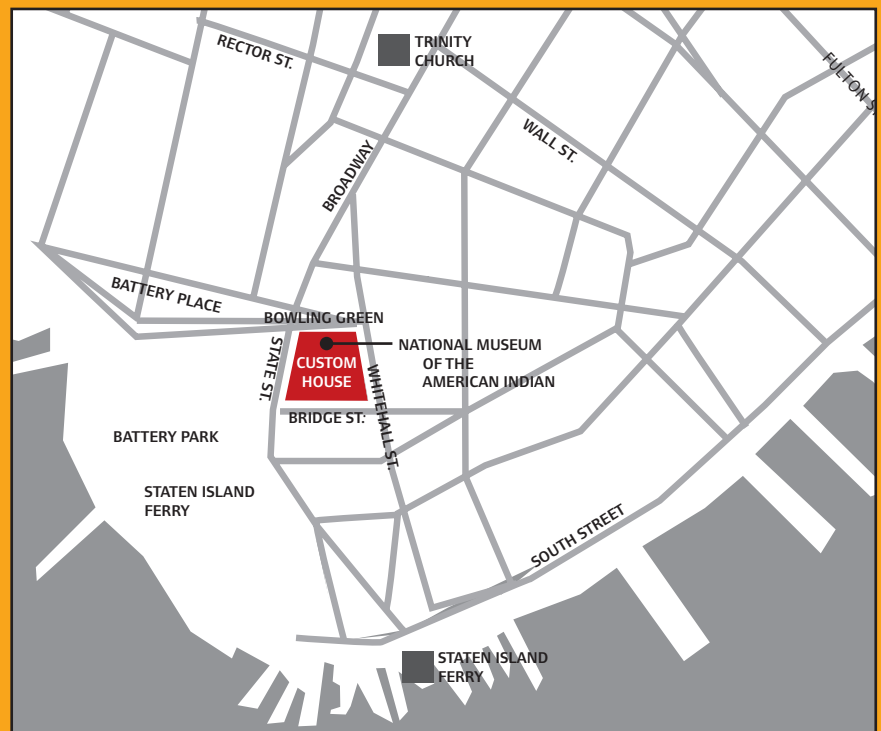 TRINITY
CHURCH
RECTOR ST.
FULTON S
WALL ST.
BROADWAY
BATTERY PLACE
BOWLING GREEN
NATIONAL MUSEUM
OF THE
AMERICAN INDIAN
STATE ST.
CUSTOM
HOUSE
WHITEHALL ST.
BRIDGE ST.
BATTERY PARK
STATEN ISLAND
FERRY
SOUTH STREET
STATEN ISLAND
FERRY